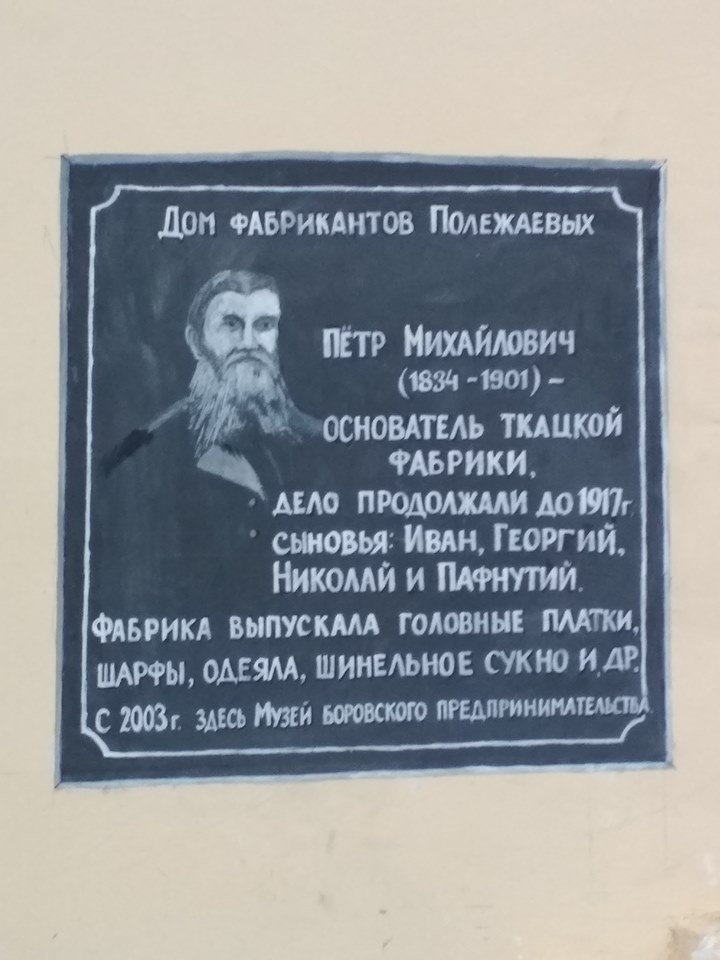 Дом фабрикантов Полежаевых
Пётр Михайлович
(1834 - 1901) –
основатель ткацкой
фабрики,
дело продолжали до 1917г.
сыновья: Иван, Георгий,
Николай и Пафнутий.
Фабрика выпускала головные платки,
шарфы, одеяла, шинельное сукно и др.
С 2003г. здесь Музей боровского предпринимательства.